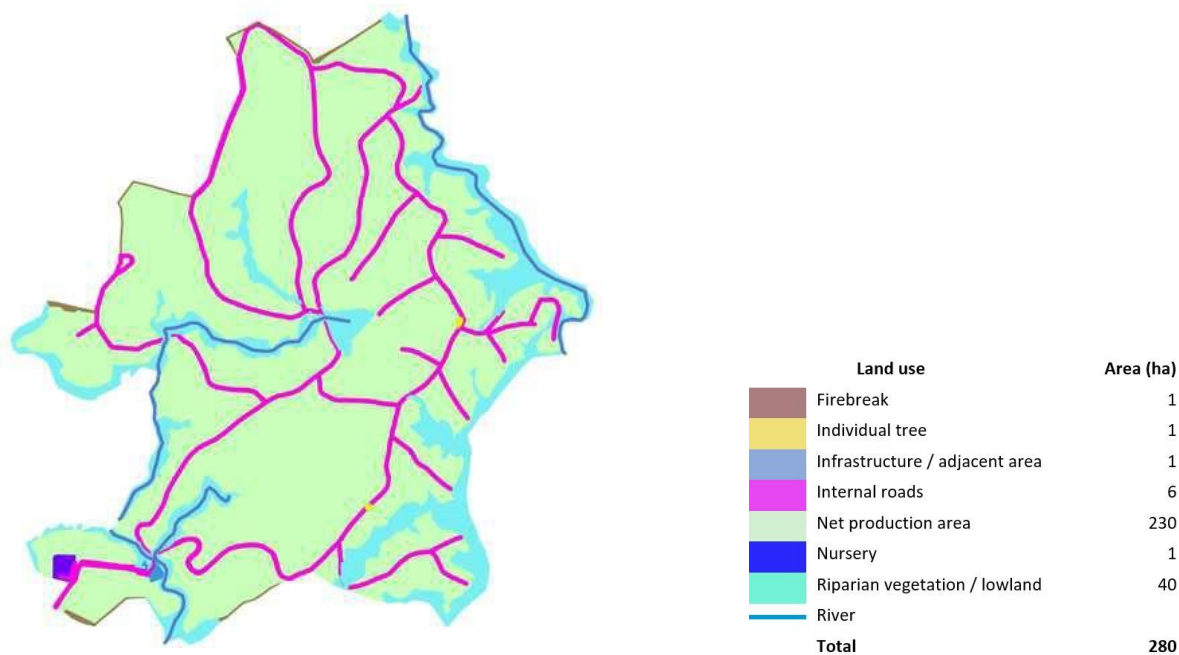 Land use Area (ha)
Firebreak 1
Individual tree 1
Infrastructure / adjacent area 1
Internal roads 6
Net production area 230
Nursery 1
Riparian vegetation / lowland 40
River
Total 280